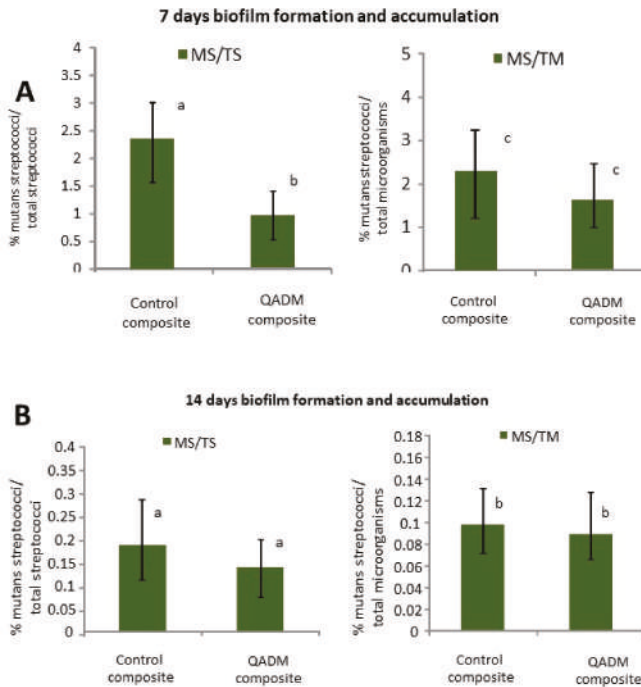 7 days biofilm formation and accumulation
A
% mutans streptococci/
total streptococci
4
3.5
3
2.5
2
1.5
1
0.5
0
MS/TS
a
b
Control
composite
QADM
composite
% mutans streptococci/
total microorganisms
5
4
3
2
1
0
MS/TM
c
c
Control
composite
QADM
composite
14 days biofilm formation and accumulation
B
% mutans streptococci/
total streptococci
0.4
0.35
0.3
0.25
0.2
0.15
0.1
0.05
0
MS/TS
a
a
Control
composite
QADM
composite
% mutans streptococci/
total microorganisms
0.18
0.16
0.14
0.12
0.1
0.08
0.06
0.04
0.02
0
MS/TM
b
b
Control
composite
QADM
composite